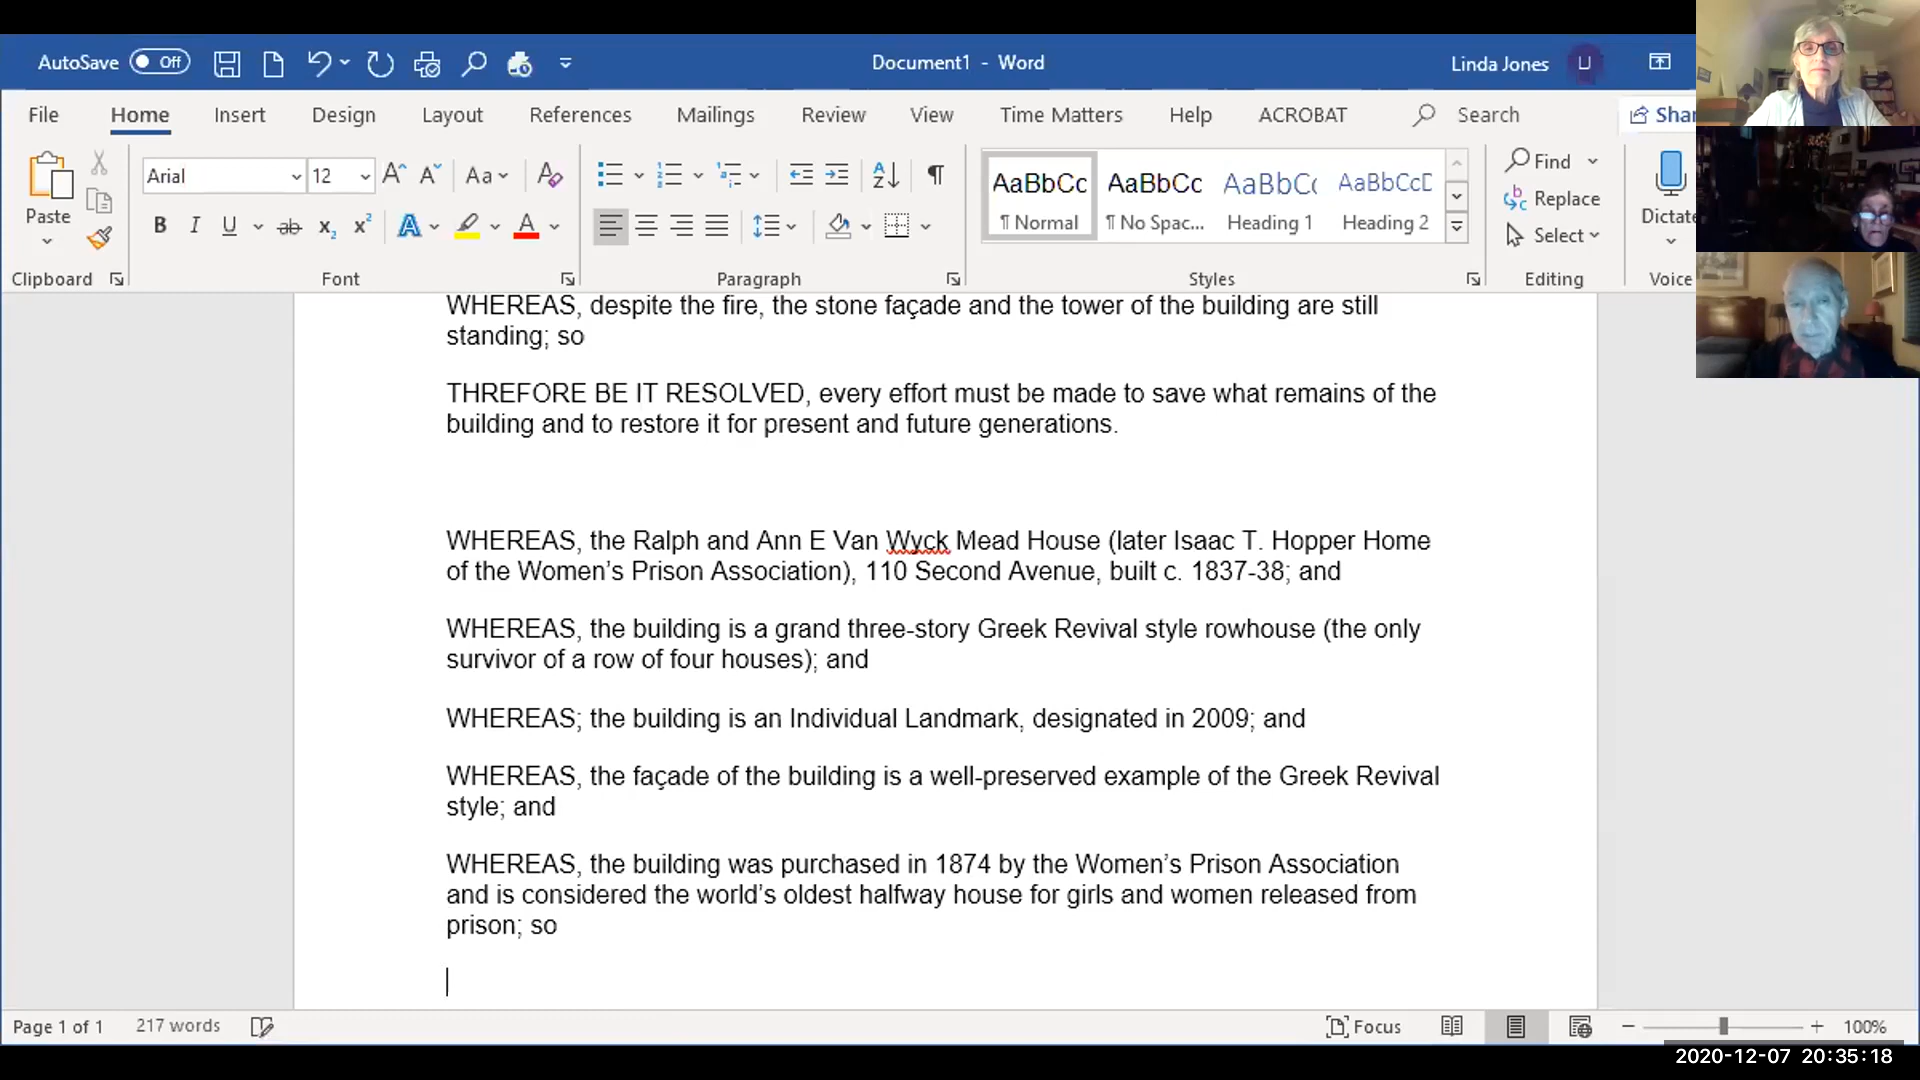 AutoSave Off Document1 - Word Linda Jones LJ
File Home Insert Design Layout References Mailings Review View Time Matters Help ACROBAT Search Shar
Paste Arial 12 Aa AaBbCc AaBbCc AaBbCc AaBbCcD Find
Replace Dictate
B I U ab x₂ x² A A ¶ Normal ¶ No Spac... Heading 1 Heading 2 Select
Clipboard Font Paragraph Styles Editing Voice
WHEREAS, despite the fire, the stone façade and the tower of the building are still
standing; so
THREFORE BE IT RESOLVED, every effort must be made to save what remains of the
building and to restore it for present and future generations.
WHEREAS, the Ralph and Ann E Van Wyck Mead House (later Isaac T. Hopper Home
of the Women's Prison Association), 110 Second Avenue, built c. 1837-38; and
WHEREAS, the building is a grand three-story Greek Revival style rowhouse (the only
survivor of a row of four houses); and
WHEREAS; the building is an Individual Landmark, designated in 2009; and
WHEREAS, the façade of the building is a well-preserved example of the Greek Revival
style; and
WHEREAS, the building was purchased in 1874 by the Women's Prison Association
and is considered the world's oldest halfway house for girls and women released from
prison; so
Page 1 of 1 217 words Focus 100%
2020-12-07 20:35:18